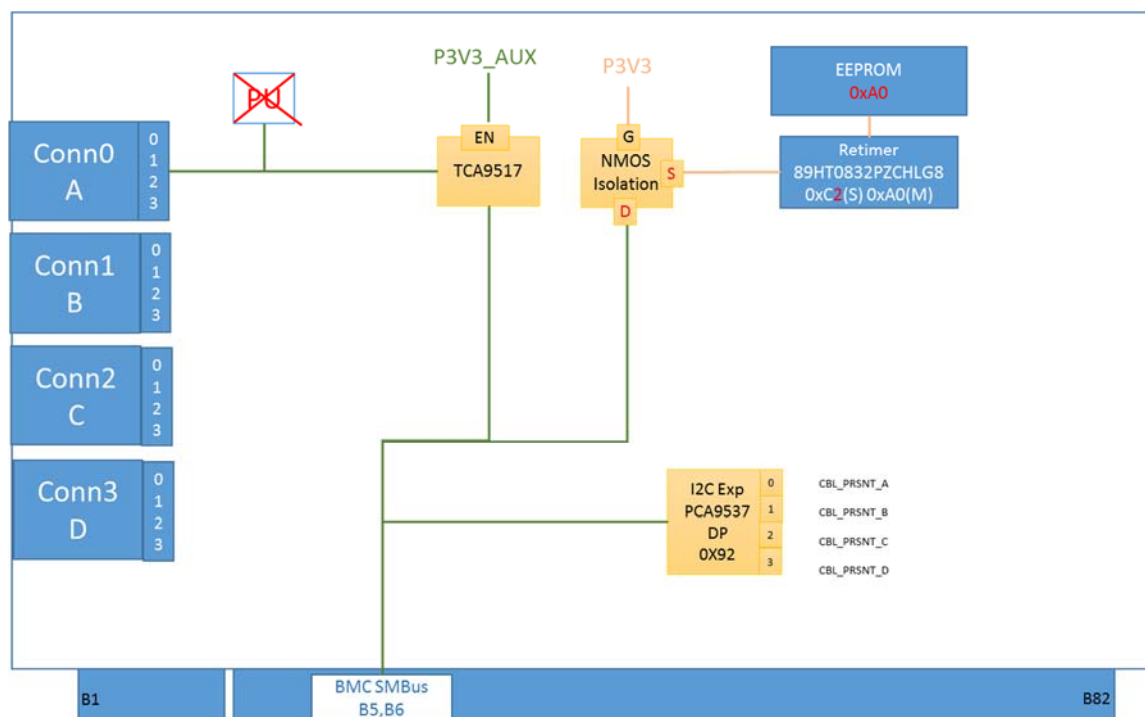 P3V3_AUX
P3V3
EEPROM
0xA0
PU
EN
TCA9517
G
NMOS
Isolation
S
D
Retimer
89HT0832PZCHLG8
0xC2(S) 0xA0(M)
Conn0
A
0
1
2
3
Conn1
B
0
1
2
3
Conn2
C
0
1
2
3
Conn3
D
0
1
2
3
I2C Exp
PCA9537
DP
0X92
0
1
2
3
CBL_PRSNT_A
CBL_PRSNT_B
CBL_PRSNT_C
CBL_PRSNT_D
B1
BMC SMBus
B5,B6
B82